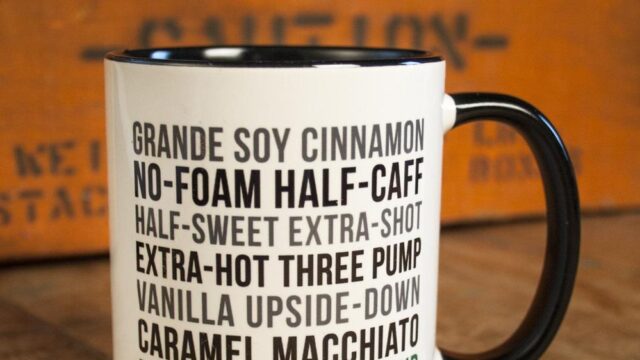 CAUTION
GRANDE SOY CINNAMON
NO-FOAM HALF-CAFF
HALF-SWEET EXTRA-SHOT
EXTRA-HOT THREE PUMP
VANILLA UPSIDE-DOWN
CARAMEL MACCHIATO